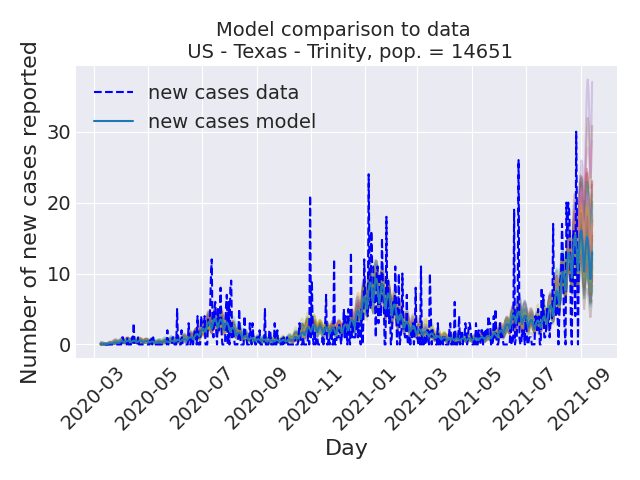 Model comparison to data
US - Texas - Trinity, pop. = 14651
new cases data
new cases model
Number of new cases reported
30
20
10
0
2020-03
2020-05
2020-07
2020-09
2020-11
2021-01
2021-03
2021-05
2021-07
2021-09
Day